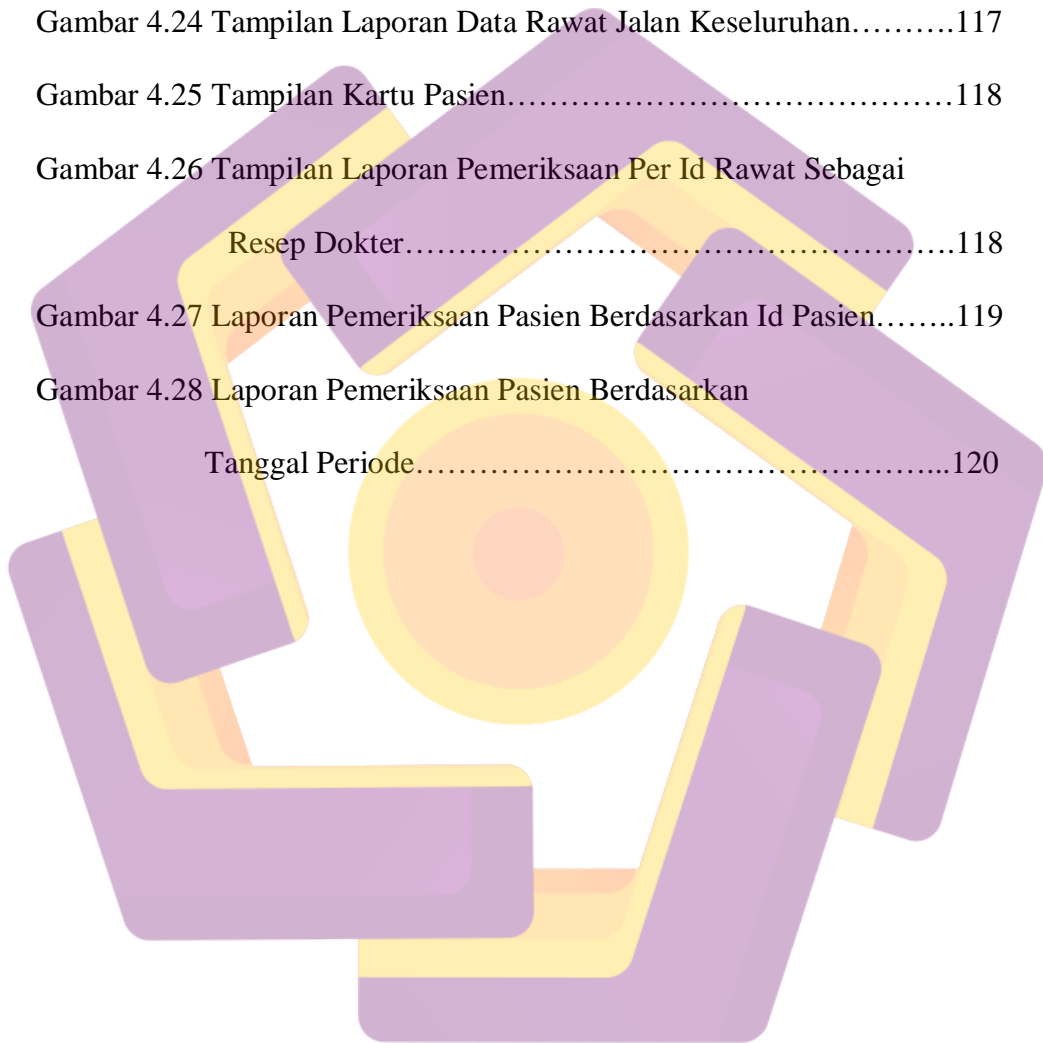 Gambar 4.24 Tampilan Laporan Data Rawat Jalan Keseluruhan……….117
Gambar 4.25 Tampilan Kartu Pasien……………………………………118
Gambar 4.26 Tampilan Laporan Pemeriksaan Per Id Rawat Sebagai
Resep Dokter…………………………………………….118
Gambar 4.27 Laporan Pemeriksaan Pasien Berdasarkan Id Pasien……..119
Gambar 4.28 Laporan Pemeriksaan Pasien Berdasarkan
Tanggal Periode…………………………………………...120